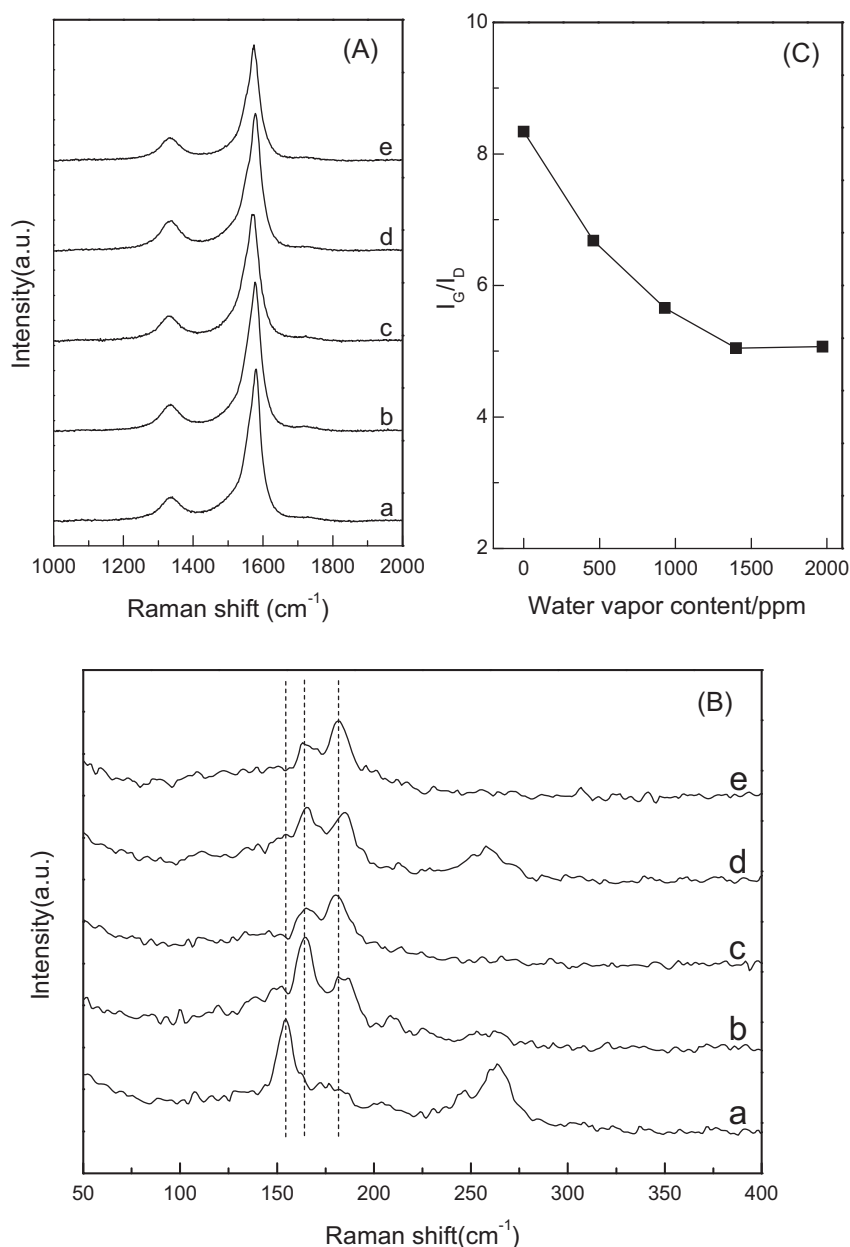 (A)
e
d
c
b
a
Intensity(a.u.)
1000 1200 1400 1600 1800 2000
Raman shift (cm⁻¹)
(C)
10
8
6
4
2
I_G/I_D
0 500 1000 1500 2000
Water vapor content/ppm
(B)
e
d
c
b
a
Intensity(a.u.)
50 100 150 200 250 300 350 400
Raman shift(cm⁻¹)